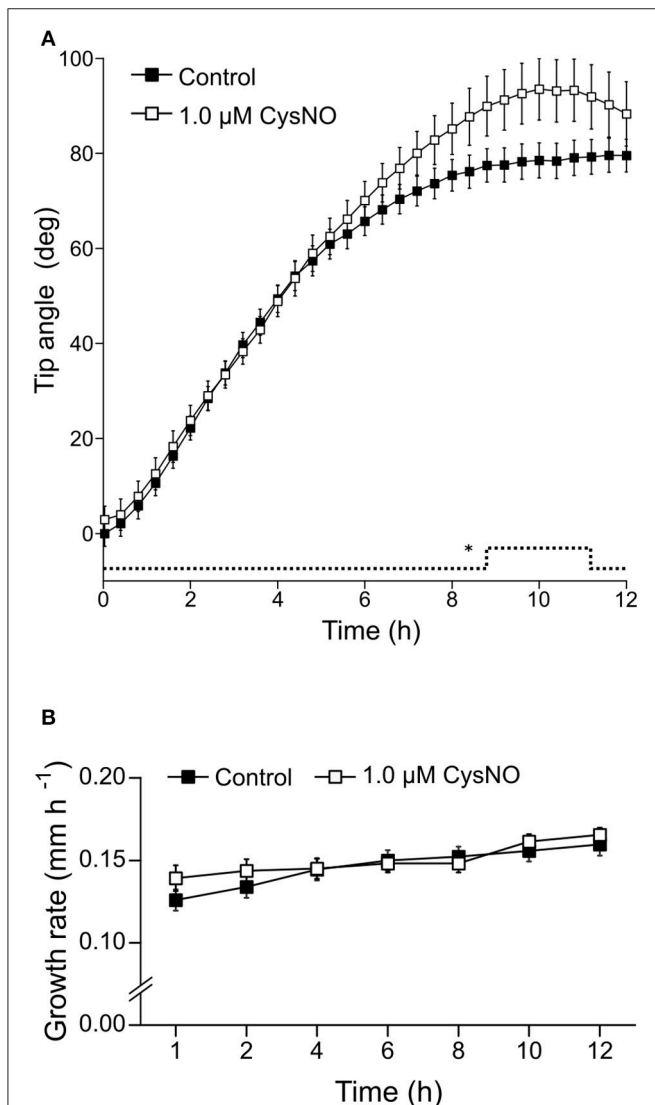 A
100
Control
1.0 µM CysNO
80
60
40
20
0
Tip angle (deg)
*
0 2 4 6 8 10 12
Time (h)
B
0.20
Control 1.0 µM CysNO
0.15
0.10
0.00
Growth rate (mm h -1)
1 2 4 6 8 10 12
Time (h)